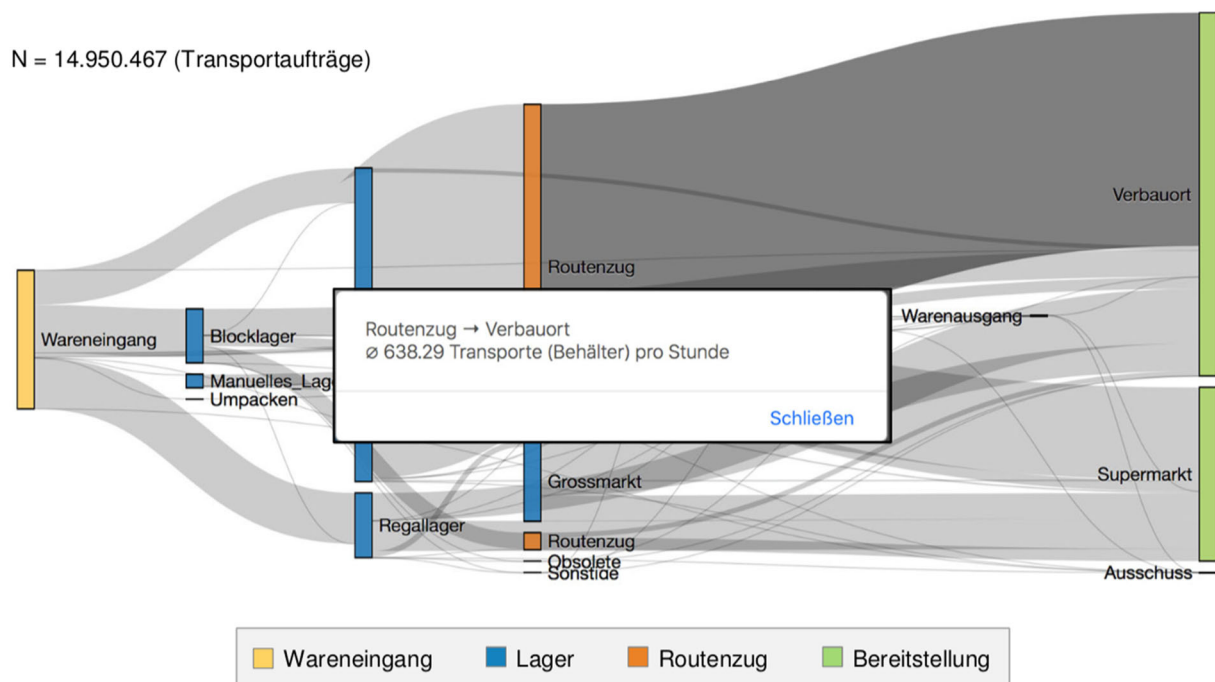 N = 14.950.467 (Transportaufträge)
Verbauort
Routenzug
Warenausgang
Wareneingang
Blocklager
Manuelles_Lag
Umpacken
Routenzug → Verbauort
⌀ 638.29 Transporte (Behälter) pro Stunde
Schließen
Grossmarkt
Supermarkt
Regallager
Routenzug
Obsolete
Sonstige
Ausschuss
Wareneingang
Lager
Routenzug
Bereitstellung